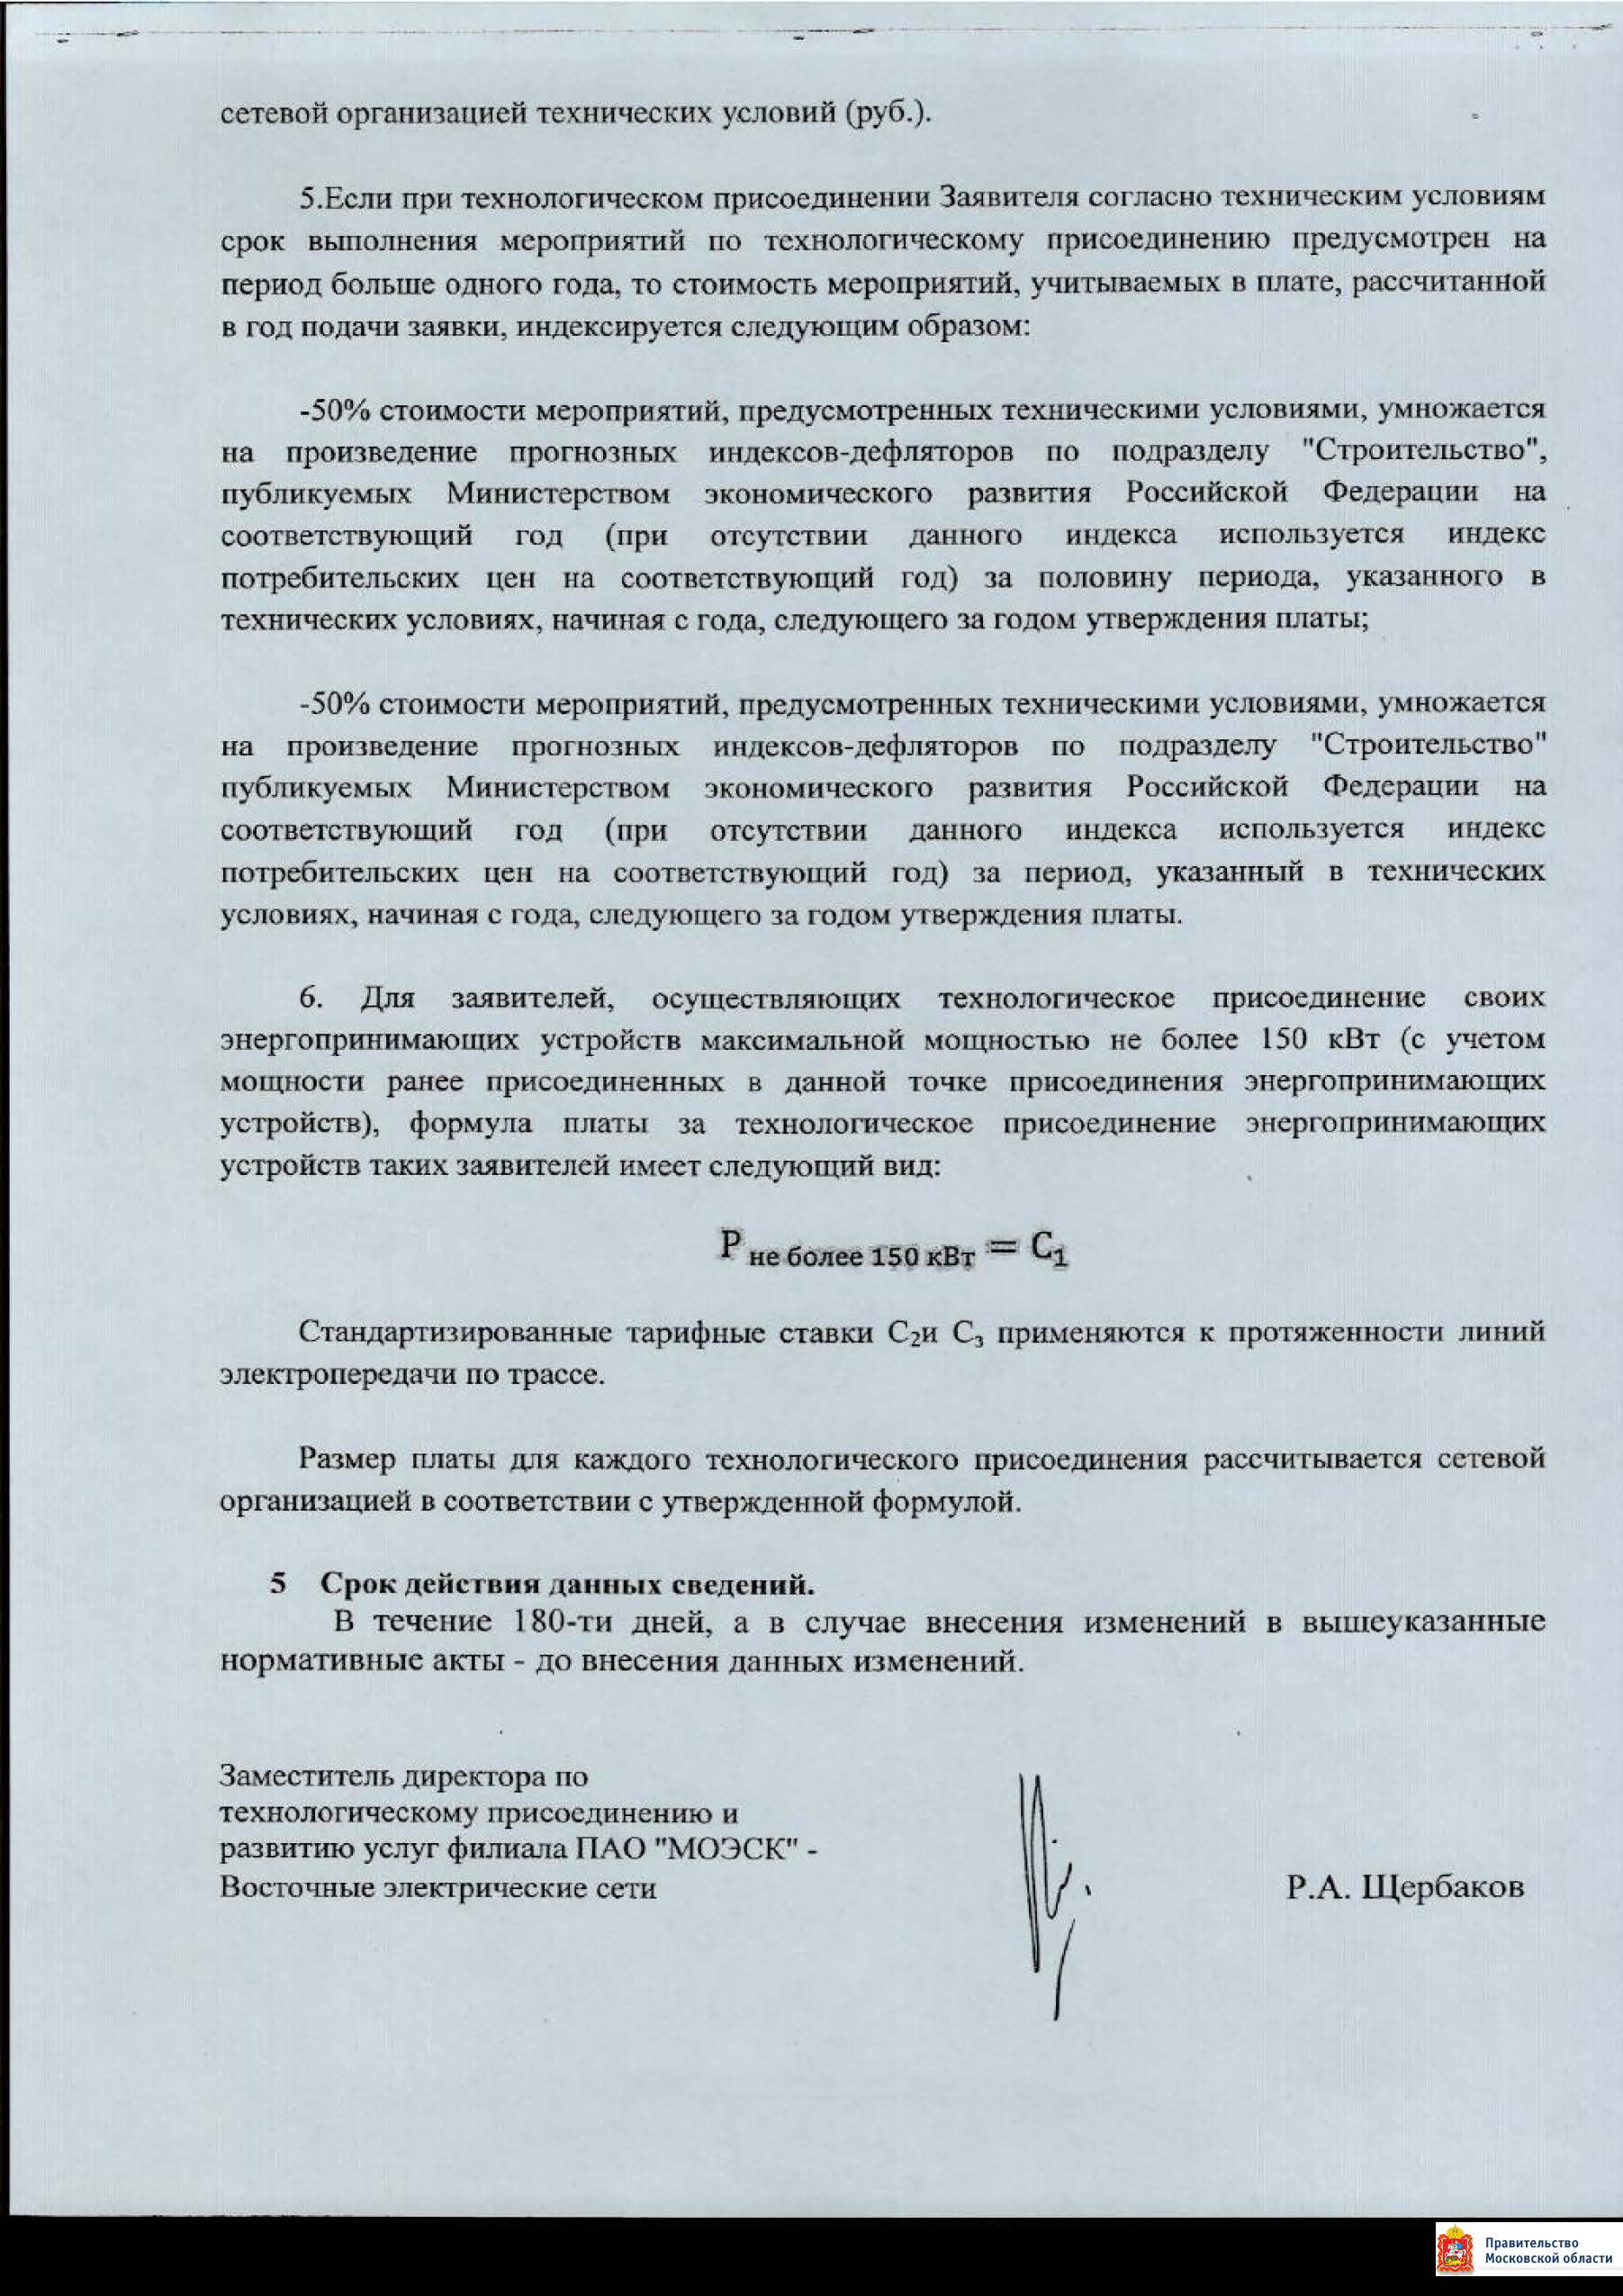 сетевой организацией технических условий (руб.).
5.Если при технологическом присоединении Заявителя согласно техническим условиям
срок выполнения мероприятий по технологическому присоединению предусмотрен на
период больше одного года, то стоимость мероприятий, учитываемых в плате, рассчитанной
в год подачи заявки, индексируется следующим образом:
-50% стоимости мероприятий, предусмотренных техническими условиями, умножается
на произведение прогнозных индексов-дефляторов по подразделу "Строительство",
публикуемых Министерством экономического развития Российской Федерации на
соответствующий год (при отсутствии данного индекса используется индекс
потребительских цен на соответствующий год) за половину периода, указанного в
технических условиях, начиная с года, следующего за годом утверждения платы;
-50% стоимости мероприятий, предусмотренных техническими условиями, умножается
на произведение прогнозных индексов-дефляторов по подразделу "Строительство"
публикуемых Министерством экономического развития Российской Федерации на
соответствующий год (при отсутствии данного индекса используется индекс
потребительских цен на соответствующий год) за период, указанный в технических
условиях, начиная с года, следующего за годом утверждения платы.
6. Для заявителей, осуществляющих технологическое присоединение своих
энергопринимающих устройств максимальной мощностью не более 150 кВт (с учетом
мощности ранее присоединенных в данной точке присоединения энергопринимающих
устройств), формула платы за технологическое присоединение энергопринимающих
устройств таких заявителей имеет следующий вид:
P не более 150 кВт = C₁
Стандартизированные тарифные ставки C₂и C₃ применяются к протяженности линий
электропередачи по трассе.
Размер платы для каждого технологического присоединения рассчитывается сетевой
организацией в соответствии с утвержденной формулой.
5 Срок действия данных сведений.
В течение 180-ти дней, а в случае внесения изменений в вышеуказанные
нормативные акты - до внесения данных изменений.
Заместитель директора по
технологическому присоединению и
развитию услуг филиала ПАО "МОЭСК" -
Восточные электрические сети
Р.А. Щербаков
Правительство
Московской области